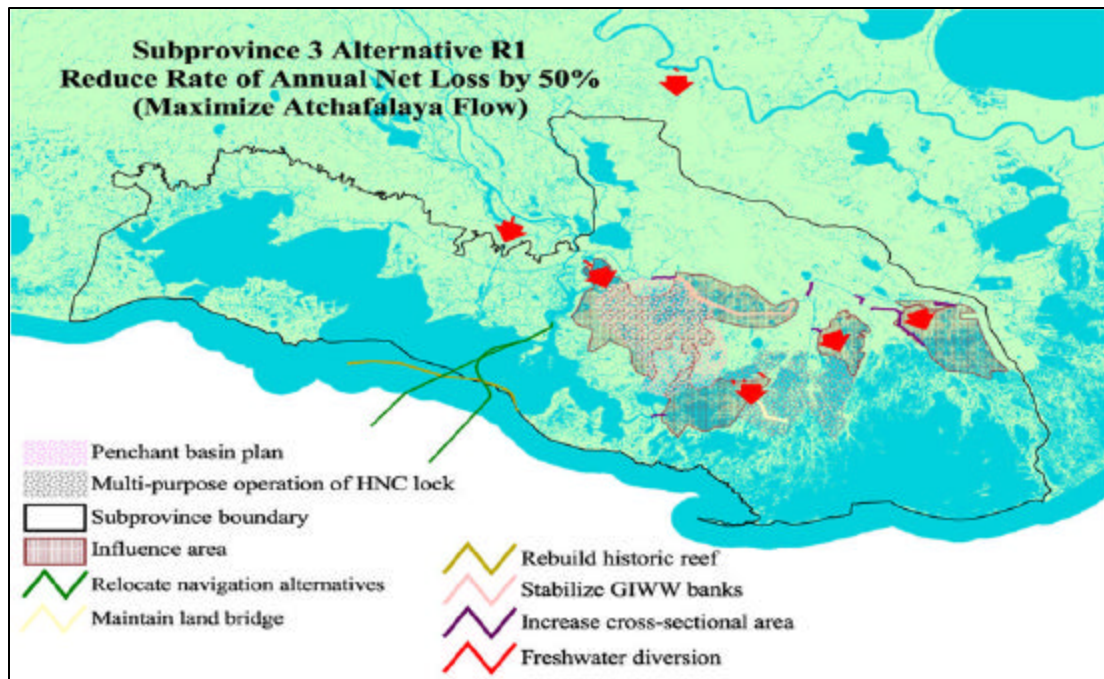 Subprovince 3 Alternative R1
Reduce Rate of Annual Net Loss by 50%
(Maximize Atchafalaya Flow)
Penchant basin plan
Multi-purpose operation of HNC lock
Subprovince boundary
Influence area
Relocate navigation alternatives
Maintain land bridge
Rebuild historic reef
Stabilize GIWW banks
Increase cross-sectional area
Freshwater diversion